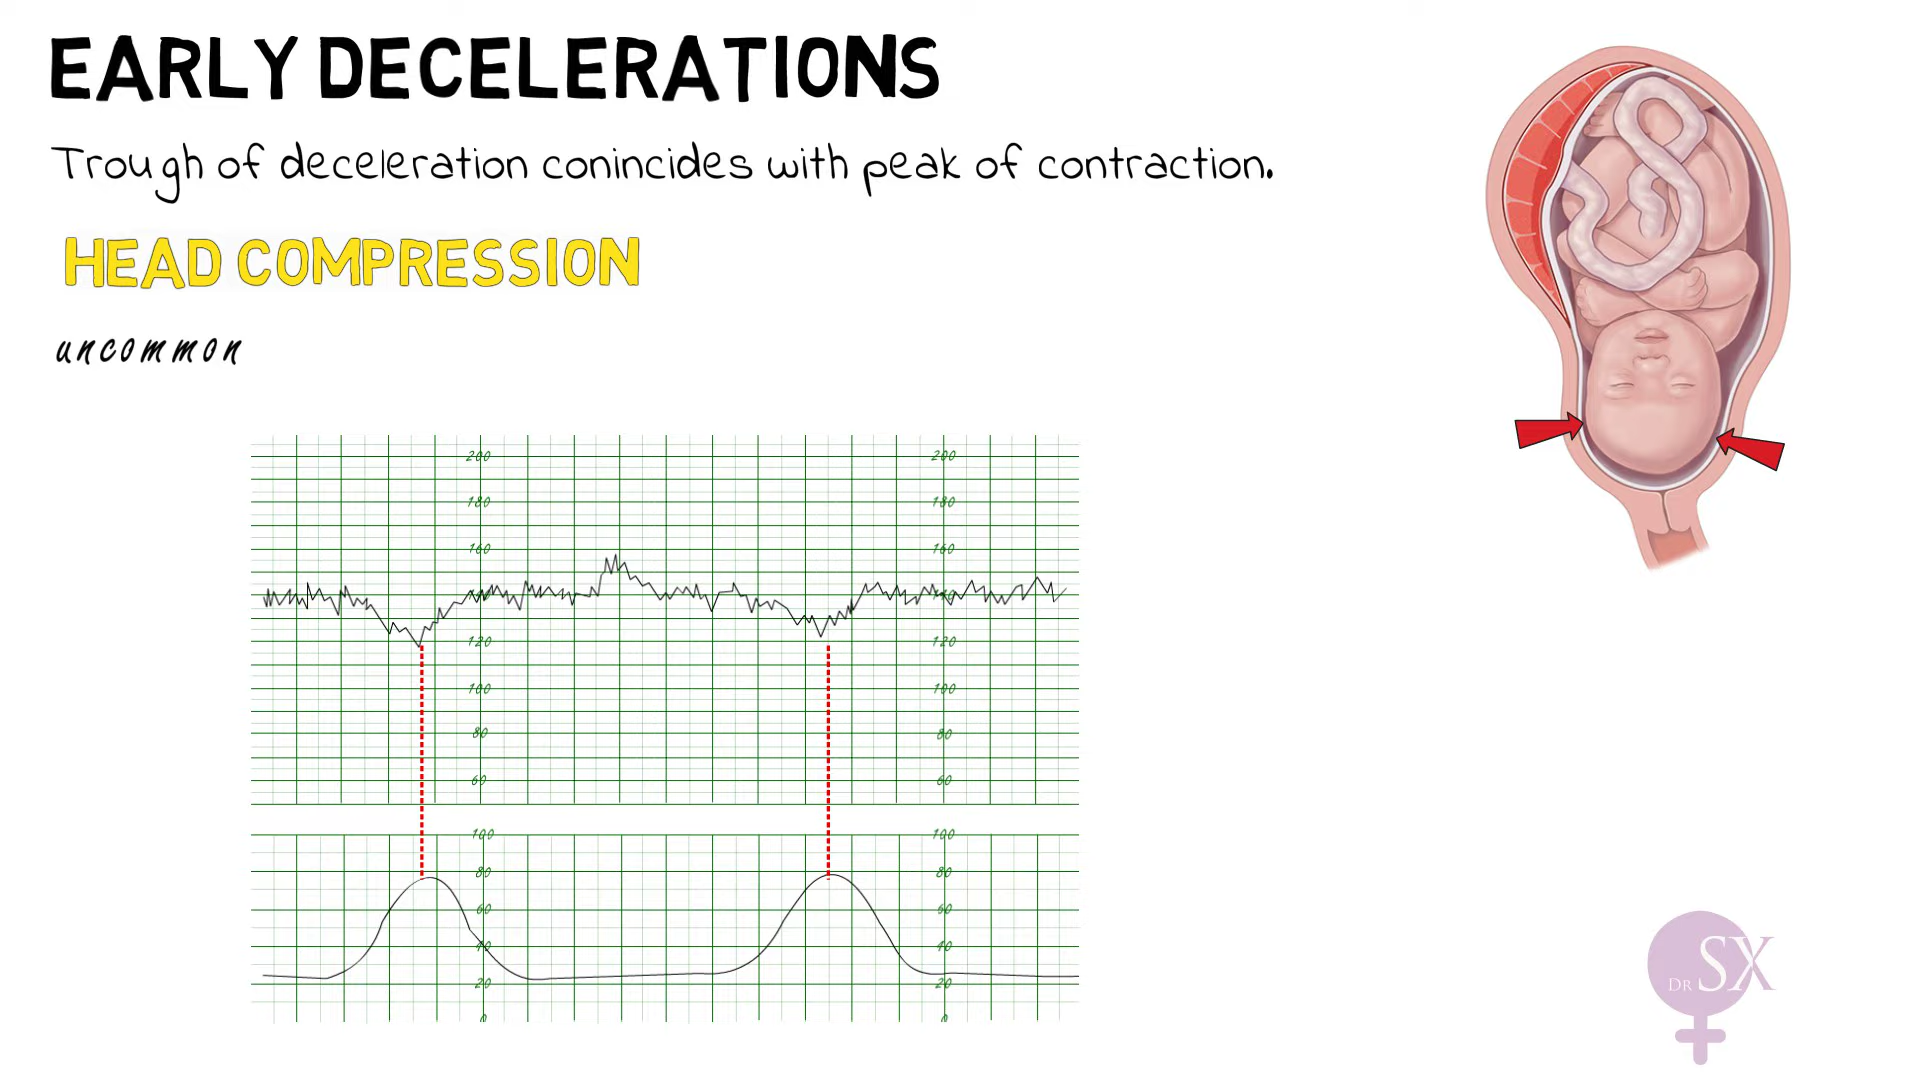 EARLY DECELERATIONS
Trough of deceleration conincides with peak of contraction.
HEAD COMPRESSION
uncommon
200 200
180 180
160 160
140 140
120 120
100 100
80 80
60 60
100 100
80 80
60 60
40 40
20 20
0 0
DR SX